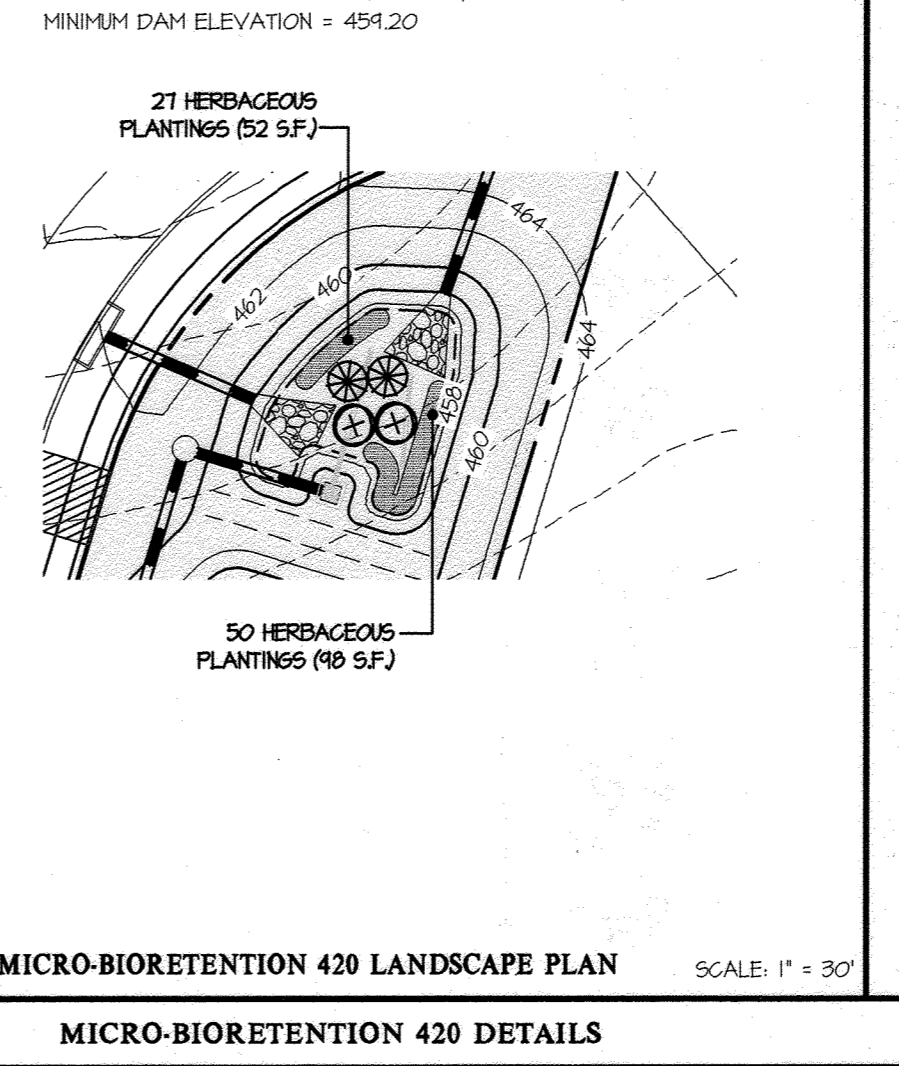 MINIMUM DAM ELEVATION = 459.20
27 HERBACEOUS
PLANTINGS (52 S.F.)
464
462
460
464
458
460
50 HERBACEOUS
PLANTINGS (98 S.F.)
MICRO-BIORETENTION 420 LANDSCAPE PLAN
SCALE: 1" = 30'
MICRO-BIORETENTION 420 DETAILS